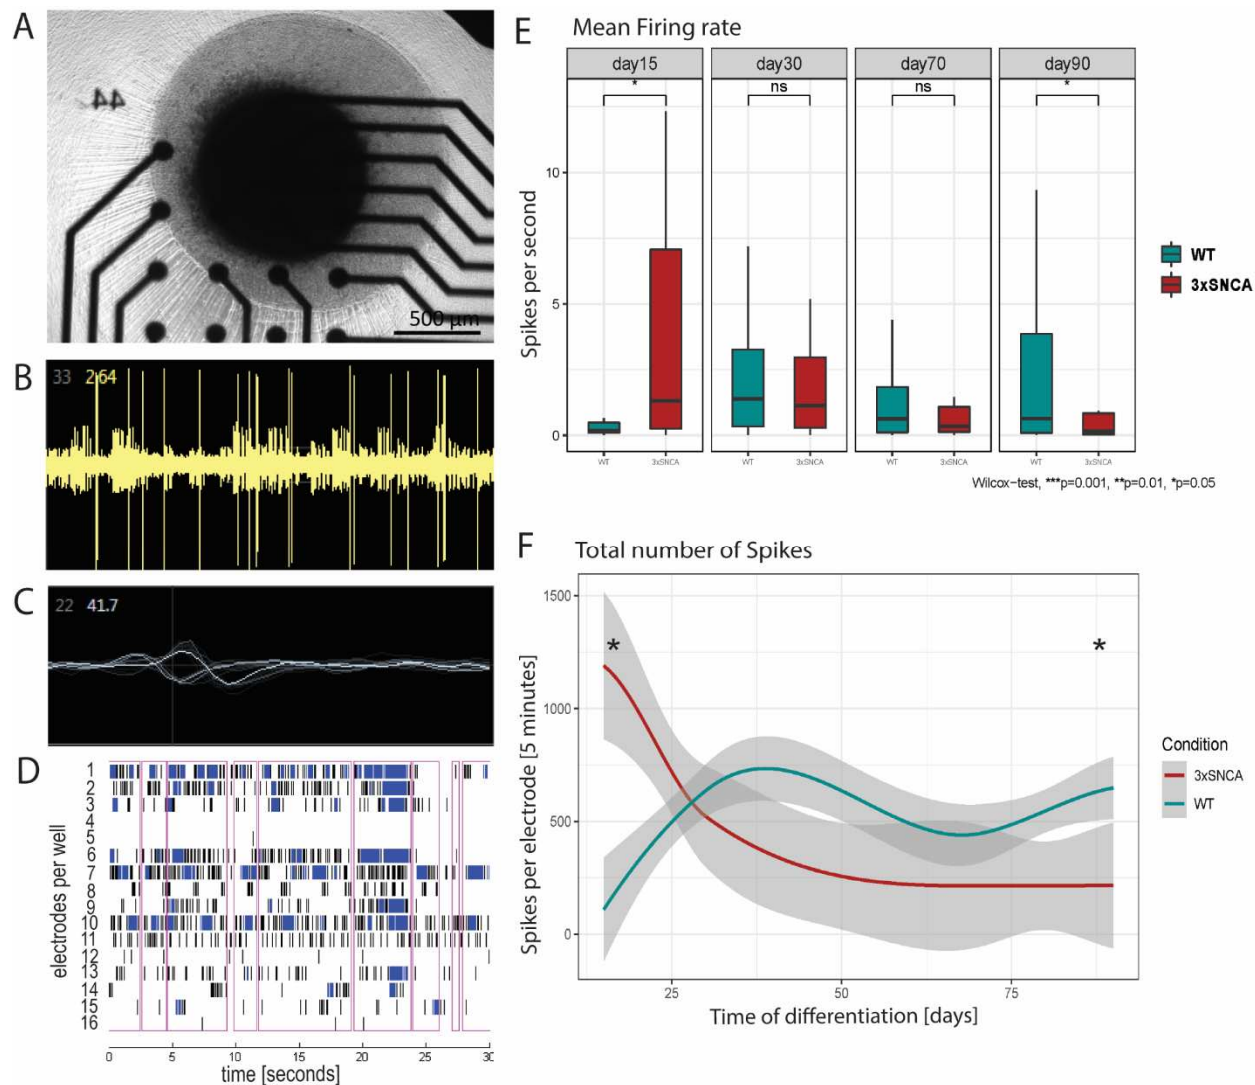 A
44
500 µm
B
33 2.64
C
22 41.7
D
electrodes per well
1
2
3
4
5
6
7
8
9
10
11
12
13
14
15
16
0 5 10 15 20 25 30
time [seconds]
E Mean Firing rate
day15 day30 day70 day90
* ns ns *
Spikes per second
10
5
0
WT 3xSNCA WT 3xSNCA WT 3xSNCA WT 3xSNCA
WT
3xSNCA
Wilcox-test, ***p=0.001, **p=0.01, *p=0.05
F Total number of Spikes
Spikes per electrode [5 minutes]
1500
1000
500
0
* *
25 50 75
Time of differentiation [days]
Condition
3xSNCA
WT